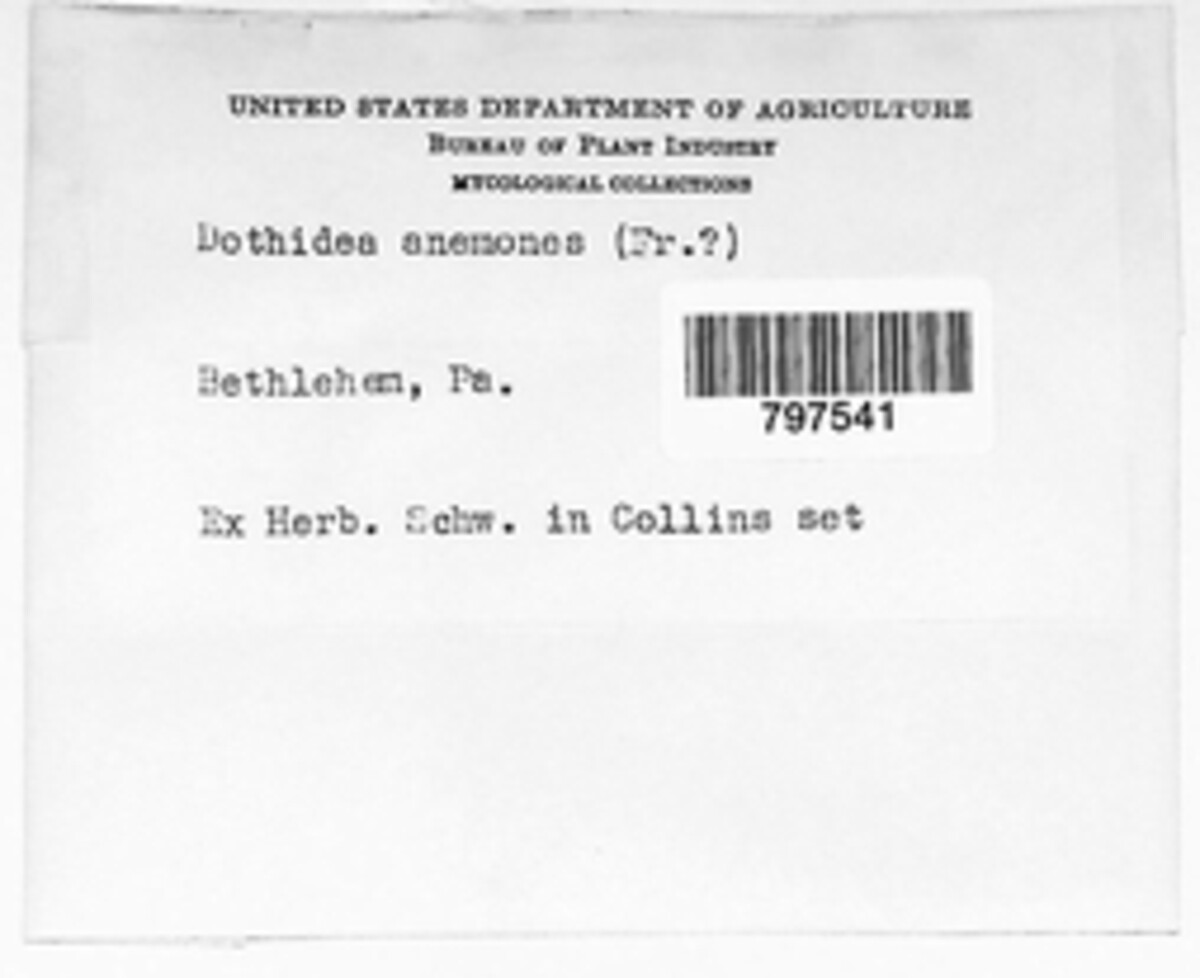 UNITED STATES DEPARTMENT OF AGRICULTURE
BUREAU OF PLANT INDUSTRY
MYCOLOGICAL COLLECTIONS
Dothidea anemones (Fr.?)
Bethlehem, Pa.
797541
Ex Herb. Schw. in Collins set